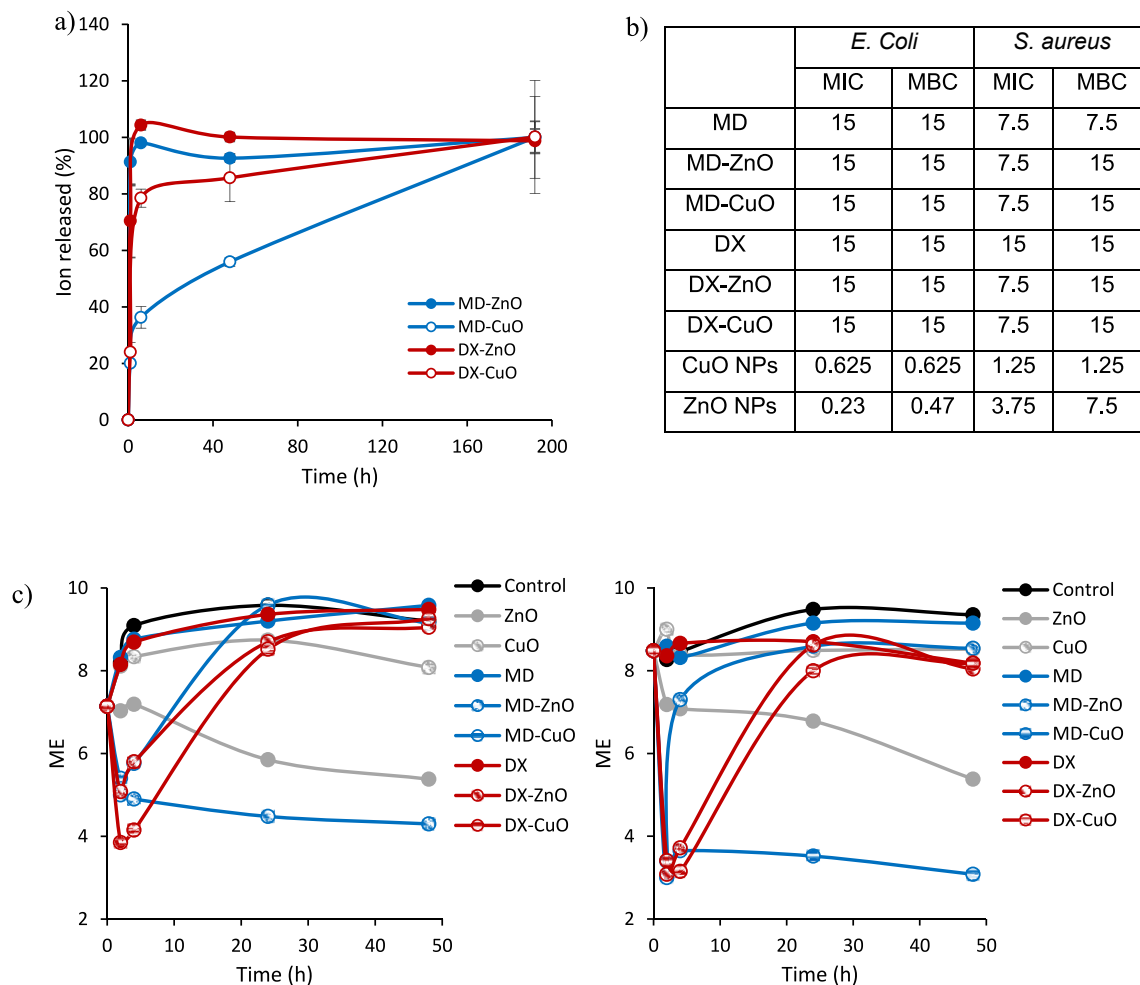 a)
140
120
100
80
60
40
20
0
Ion released (%)
0 40 80 120 160 200
Time (h)
MD-ZnO
MD-CuO
DX-ZnO
DX-CuO
b)
E. Coli S. aureus
MIC MBC MIC MBC
MD 15 15 7.5 7.5
MD-ZnO 15 15 7.5 15
MD-CuO 15 15 7.5 15
DX 15 15 15 15
DX-ZnO 15 15 7.5 15
DX-CuO 15 15 7.5 15
CuO NPs 0.625 0.625 1.25 1.25
ZnO NPs 0.23 0.47 3.75 7.5
c)
10
8
6
4
2
ME
0 10 20 30 40 50
Time (h)
Control
ZnO
CuO
MD
MD-ZnO
MD-CuO
DX
DX-ZnO
DX-CuO
10
8
6
4
2
ME
0 10 20 30 40 50
Time (h)
Control
ZnO
CuO
MD
MD-ZnO
MD-CuO
DX
DX-ZnO
DX-CuO